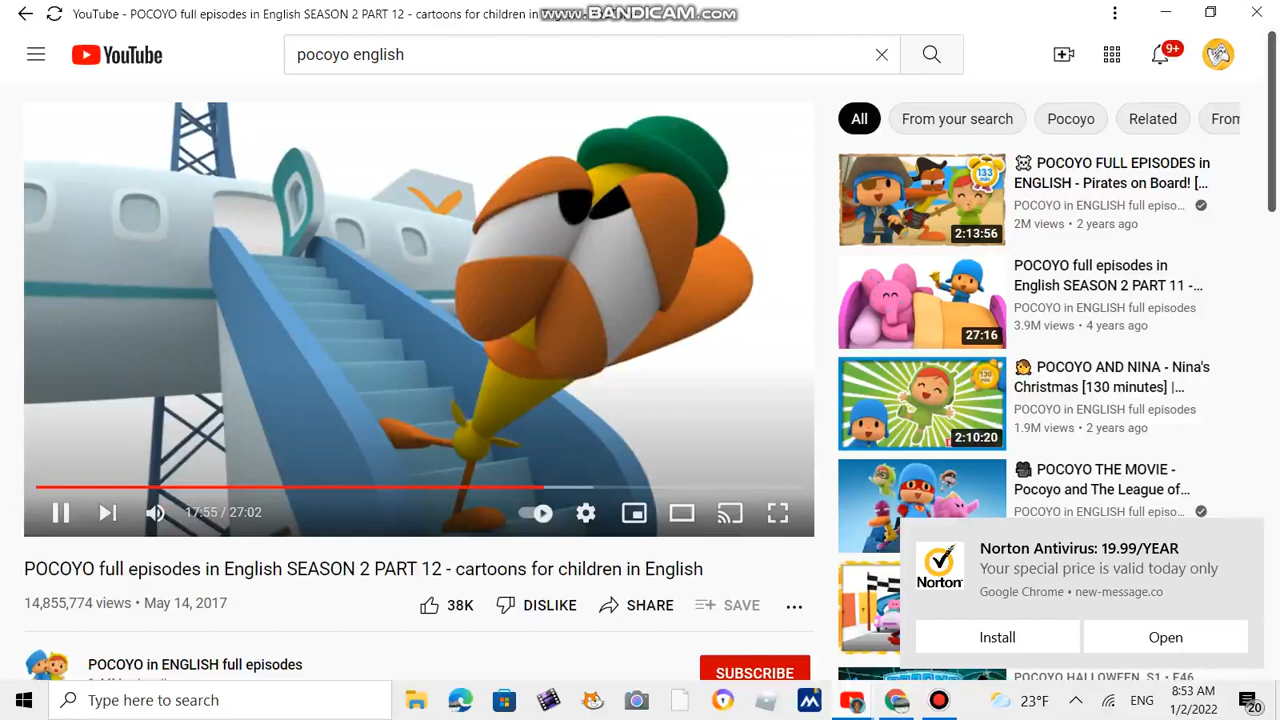 YouTube - POCOYO full episodes in English SEASON 2 PART 12 - cartoons for children in
www.BANDICAM.com
YouTube
pocoyo english
9+
All
From your search
Pocoyo
Related
From
133
min
2:13:56
☠ POCOYO FULL EPISODES in
ENGLISH - Pirates on Board! [...
POCOYO in ENGLISH full episo...
2M views • 2 years ago
27:16
POCOYO full episodes in
English SEASON 2 PART 11 -...
POCOYO in ENGLISH full episodes
3.9M views • 4 years ago
130
min
2:10:20
POCOYO AND NINA - Nina's
Christmas [130 minutes] |...
POCOYO in ENGLISH full episodes
1.9M views • 2 years ago
🎥 POCOYO THE MOVIE -
Pocoyo and The League of...
POCOYO in ENGLISH full episo...
17:55 / 27:02
POCOYO full episodes in English SEASON 2 PART 12 - cartoons for children in English
14,855,774 views • May 14, 2017
38K
DISLIKE
SHARE
SAVE
POCOYO in ENGLISH full episodes
SUBSCRIBE
Norton
Norton Antivirus: 19.99/YEAR
Your special price is valid today only
Google Chrome • new-message.co
Install
Open
POCOYO HALLOWEEN, S1 • E46
Type here to search
23°F
ENG
8:53 AM
1/2/2022
20